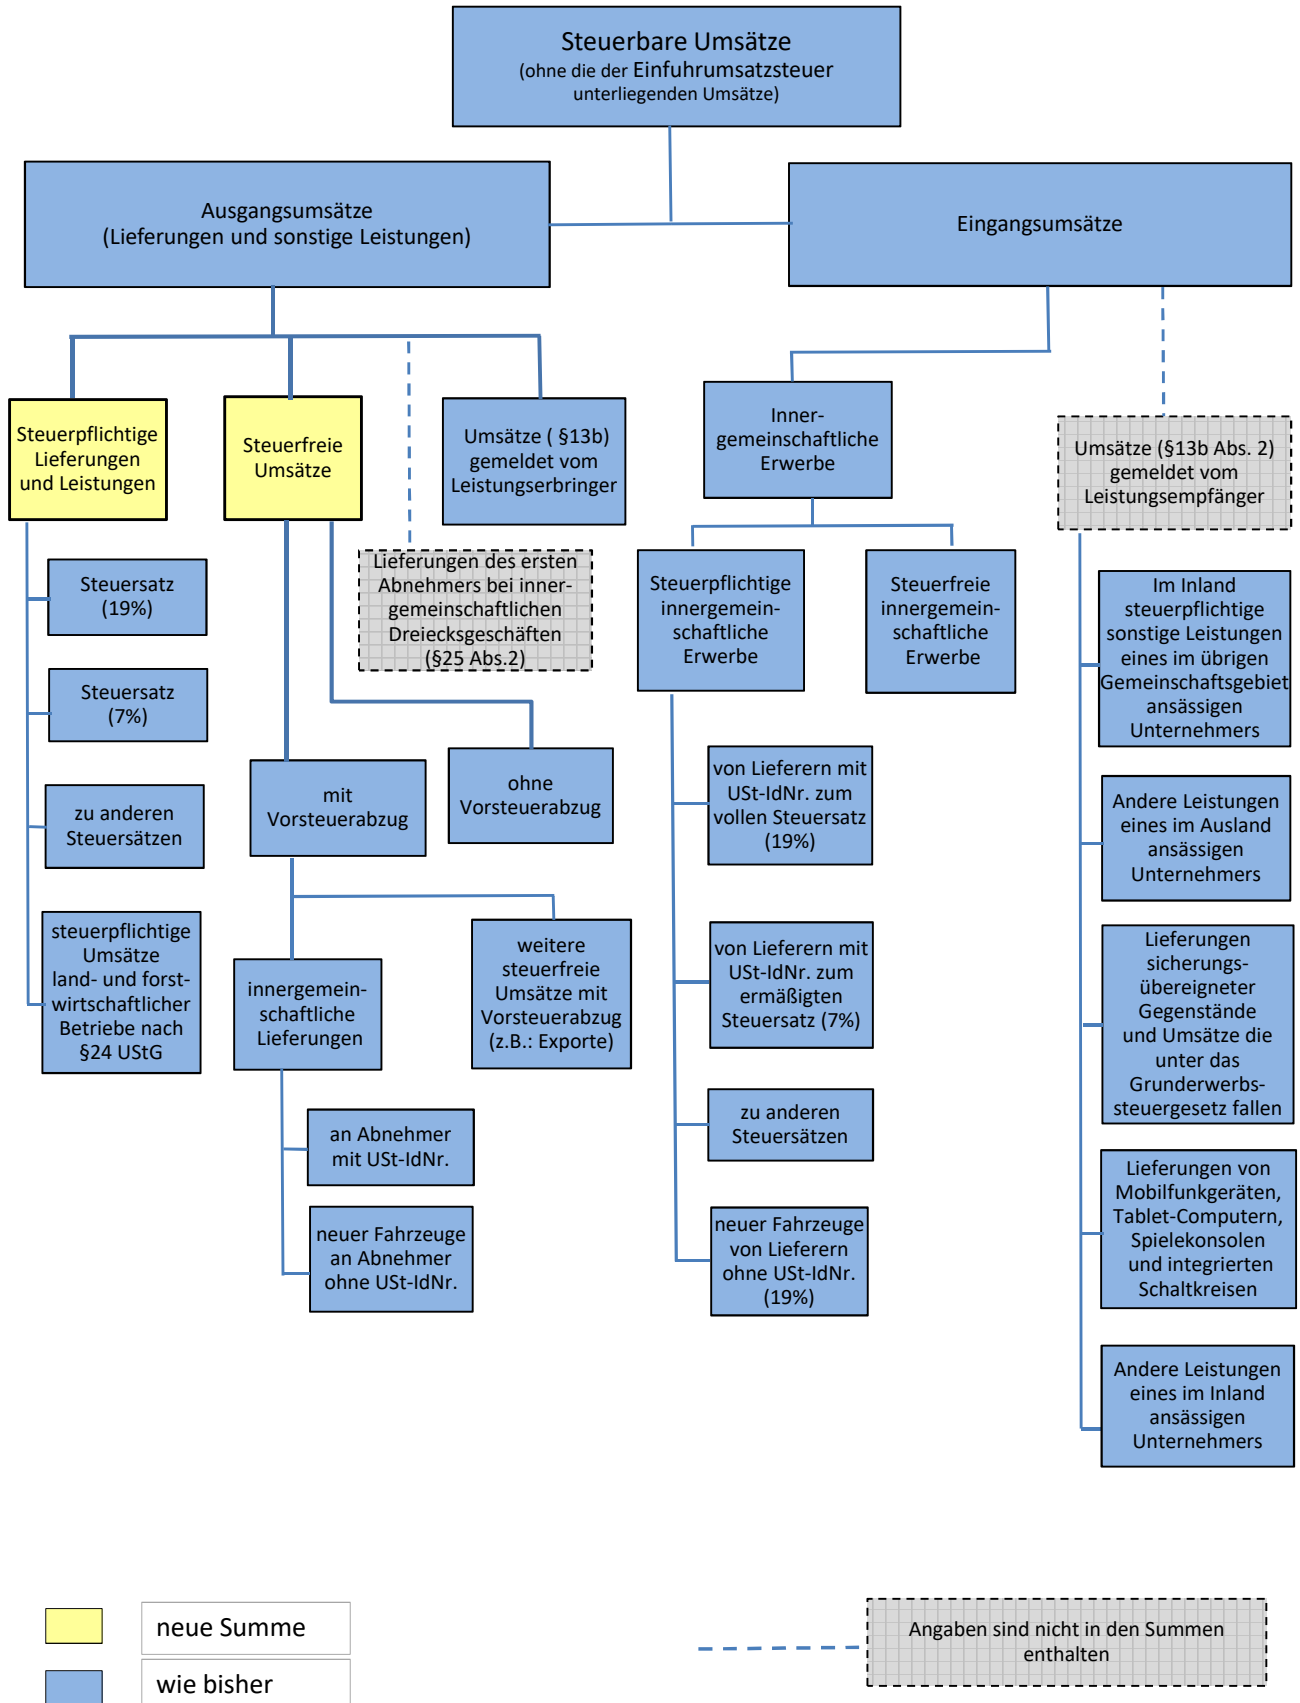 Steuerbare Umsätze
(ohne die der Einfuhrumsatzsteuer
unterliegenden Umsätze)
Ausgangsumsätze
(Lieferungen und sonstige Leistungen)
Eingangsumsätze
Steuerpflichtige
Lieferungen
und Leistungen
Steuerfreie
Umsätze
Umsätze ( §13b)
gemeldet vom
Leistungserbringer
Inner-
gemeinschaftliche
Erwerbe
Umsätze (§13b Abs. 2)
gemeldet vom
Leistungsempfänger
Lieferungen des ersten
Abnehmers bei inner-
gemeinschaftlichen
Dreiecksgeschäften
(§25 Abs.2)
Steuersatz
(19%)
Steuersatz
(7%)
zu anderen
Steuersätzen
steuerpflichtige
Umsätze
land- und forst-
wirtschaftlicher
Betriebe nach
§24 UStG
mit
Vorsteuerabzug
ohne
Vorsteuerabzug
innergemein-
schaftliche
Lieferungen
weitere
steuerfreie
Umsätze mit
Vorsteuerabzug
(z.B.: Exporte)
an Abnehmer
mit USt-IdNr.
neuer Fahrzeuge
an Abnehmer
ohne USt-IdNr.
Steuerpflichtige
innergemein-
schaftliche
Erwerbe
Steuerfreie
innergemein-
schaftliche
Erwerbe
von Lieferern mit
USt-IdNr. zum
vollen Steuersatz
(19%)
von Lieferern mit
USt-IdNr. zum
ermäßigten
Steuersatz (7%)
zu anderen
Steuersätzen
neuer Fahrzeuge
von Lieferern
ohne USt-IdNr.
(19%)
Im Inland
steuerpflichtige
sonstige Leistungen
eines im übrigen
Gemeinschaftsgebiet
ansässigen
Unternehmers
Andere Leistungen
eines im Ausland
ansässigen
Unternehmers
Lieferungen
sicherungs-
übereigneter
Gegenstände
und Umsätze die
unter das
Grunderwerbs-
steuergesetz fallen
Lieferungen von
Mobilfunkgeräten,
Tablet-Computern,
Spielekonsolen
und integrierten
Schaltkreisen
Andere Leistungen
eines im Inland
ansässigen
Unternehmers
neue Summe
wie bisher
Angaben sind nicht in den Summen
enthalten